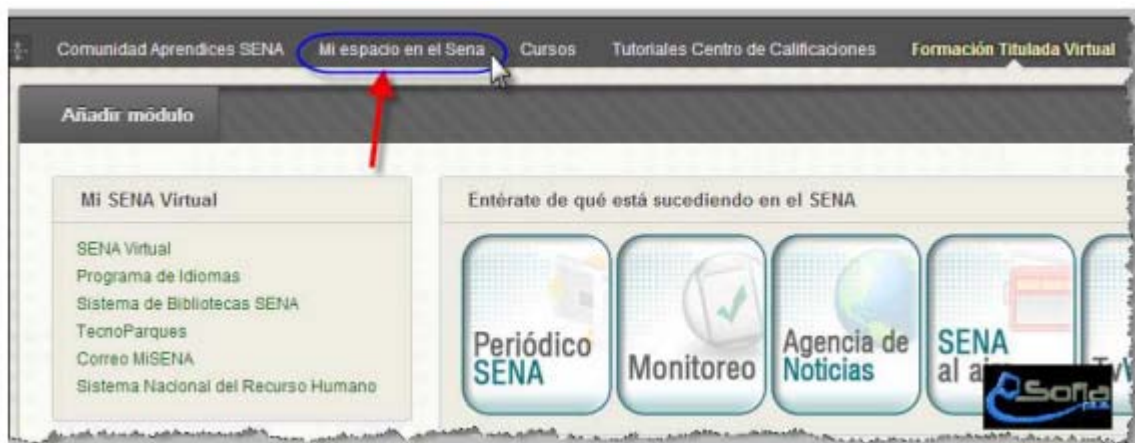 Comunidad Aprendices SENA Mi espacio en el Sena Cursos Tutoriales Centro de Calificaciones Formación Titulada Virtual
Añadir módulo
Mi SENA Virtual
SENA Virtual
Programa de Idiomas
Sistema de Bibliotecas SENA
TecnoParques
Correo MiSENA
Sistema Nacional del Recurso Humano
Entérate de qué está sucediendo en el SENA
Periódico
SENA
Monitoreo
Agencia de
Noticias
SENA
al
Sofia